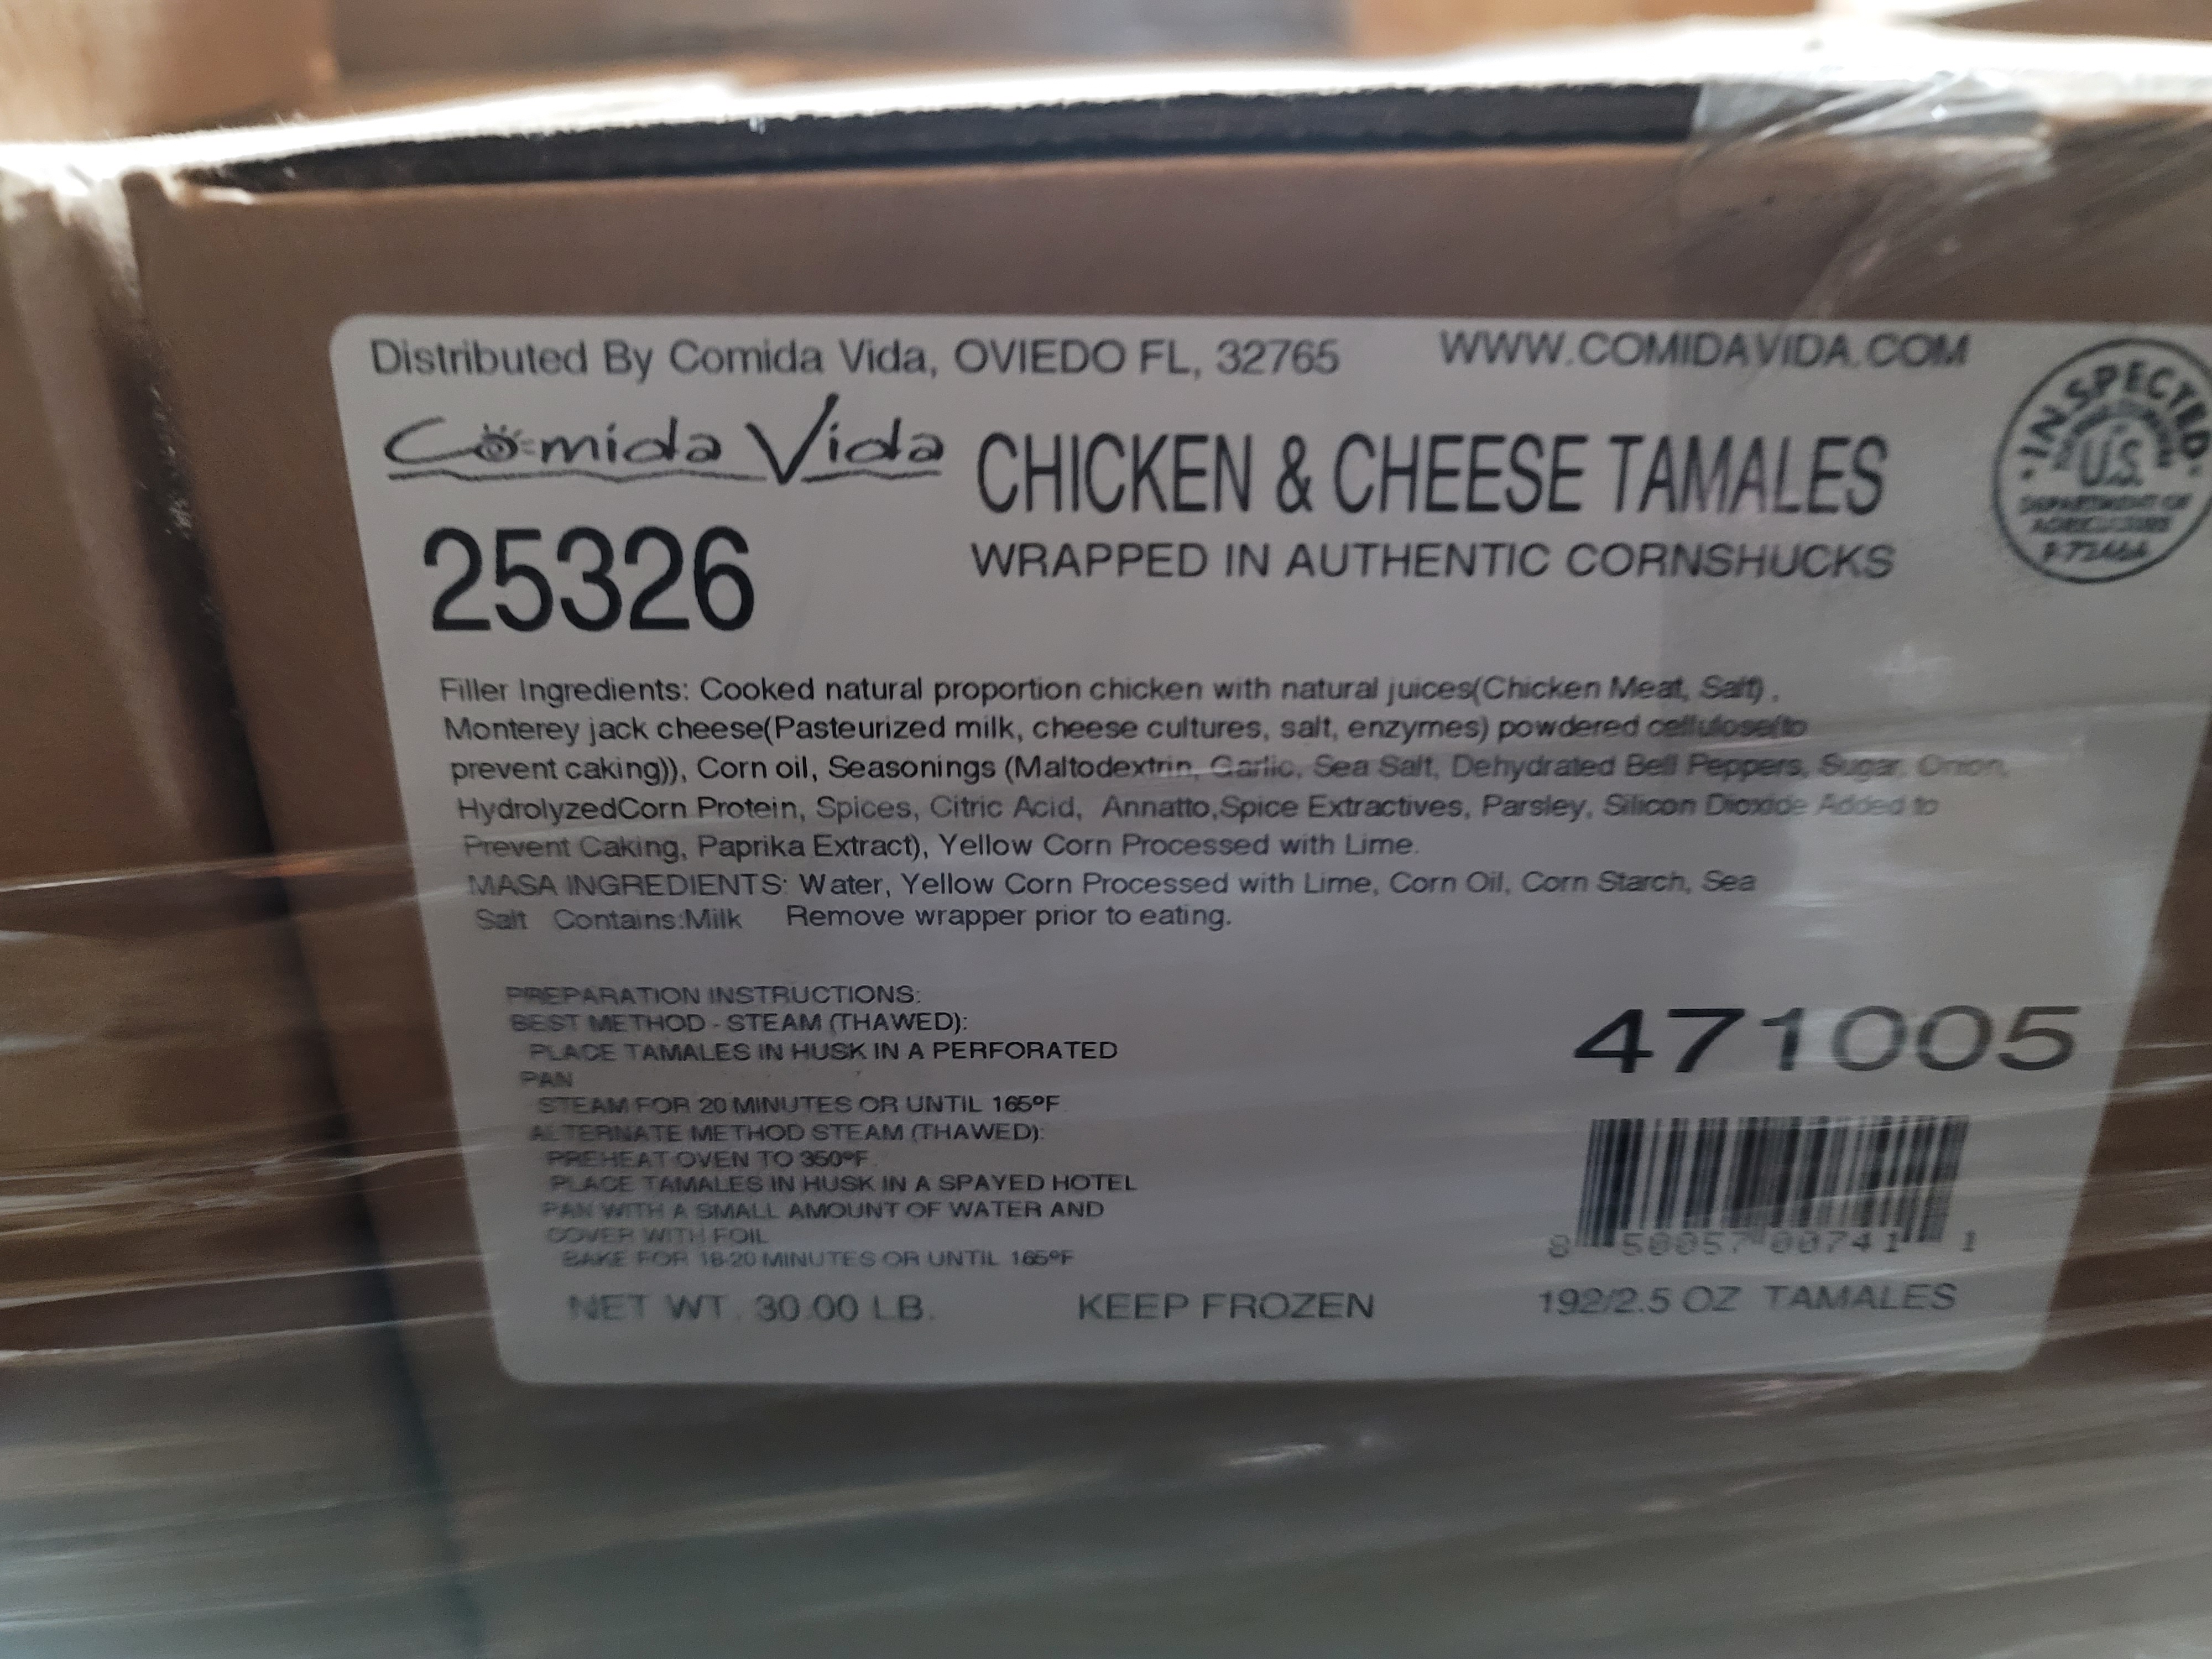 Distributed By Comida Vida, OVIEDO FL, 32765
WWW.COMIDAVIDA.COM
Comida Vida
CHICKEN & CHEESE TAMALES
WRAPPED IN AUTHENTIC CORNSHUCKS
25326
INSPECTED
U.S.
DEPARTMENT OF
AGRICULTURE
Filler Ingredients: Cooked natural proportion chicken with natural juices(Chicken Meat, Salt) ,
Monterey jack cheese(Pasteurized milk, cheese cultures, salt, enzymes) powdered cellulose(to
prevent caking)), Corn oil, Seasonings (Maltodextrin, Garlic, Sea Salt, Dehydrated Bell Peppers, Sugar, Onion,
HydrolyzedCorn Protein, Spices, Citric Acid, Annatto,Spice Extractives, Parsley, Silicon Dioxide Added to
Prevent Caking, Paprika Extract), Yellow Corn Processed with Lime.
MASA INGREDIENTS: Water, Yellow Corn Processed with Lime, Corn Oil, Corn Starch, Sea
Salt Contains:Milk Remove wrapper prior to eating.
PREPARATION INSTRUCTIONS:
BEST METHOD - STEAM (THAWED):
PLACE TAMALES IN HUSK IN A PERFORATED
PAN
STEAM FOR 20 MINUTES OR UNTIL 165ºF
ALTERNATE METHOD STEAM (THAWED):
PREHEAT OVEN TO 350ºF
PLACE TAMALES IN HUSK IN A SPAYED HOTEL
PAN WITH A SMALL AMOUNT OF WATER AND
COVER WITH FOIL
BAKE FOR 18-20 MINUTES OR UNTIL 165ºF
471005
8 50057 00741 1
NET WT. 30.00 LB.
KEEP FROZEN
192/2.5 OZ TAMALES